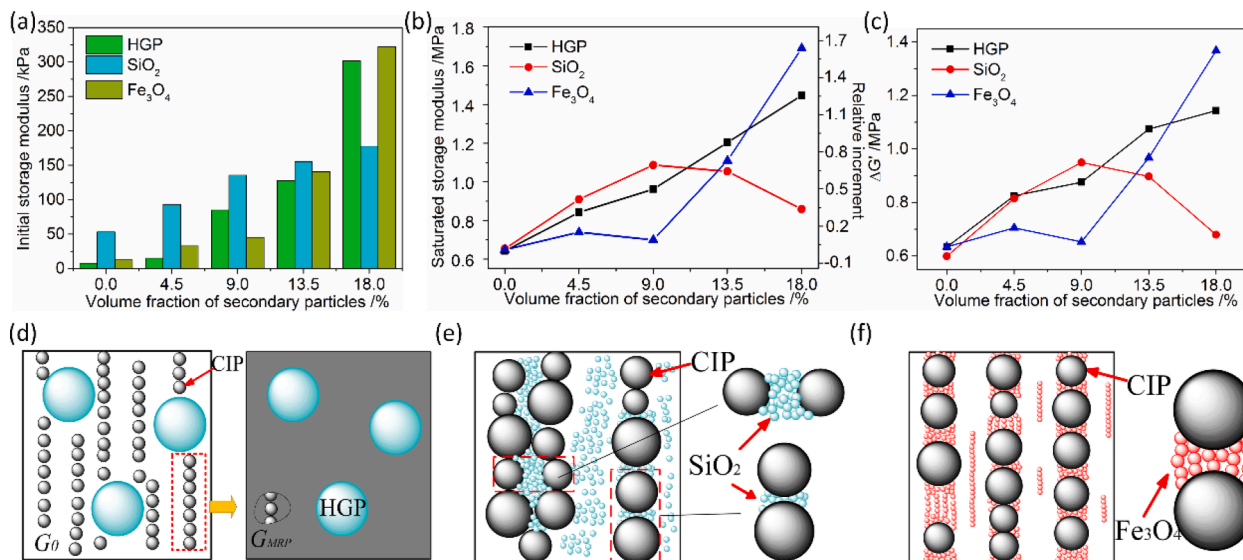 (a)
Initial storage modulus /kPa
350
300
250
200
150
100
50
0
HGP
SiO₂
Fe₃O₄
0.0 4.5 9.0 13.5 18.0
Volume fraction of secondary particles /%
(b)
Saturated storage modulus /MPa
1.8
1.6
1.4
1.2
1.0
0.8
0.6
HGP
SiO₂
Fe₃O₄
1.7
1.4
1.1
0.8
0.5
0.2
-0.1
Relative increment
0.0 4.5 9.0 13.5 18.0
Volume fraction of secondary particles /%
(c)
ΔG' /MPa
1.4
1.2
1.0
0.8
0.6
HGP
SiO₂
Fe₃O₄
0.0 4.5 9.0 13.5 18.0
Volume fraction of secondary particles /%
(d)
CIP
G₀
HGP
G_MRP
(e)
CIP
SiO₂
(f)
CIP
Fe₃O₄